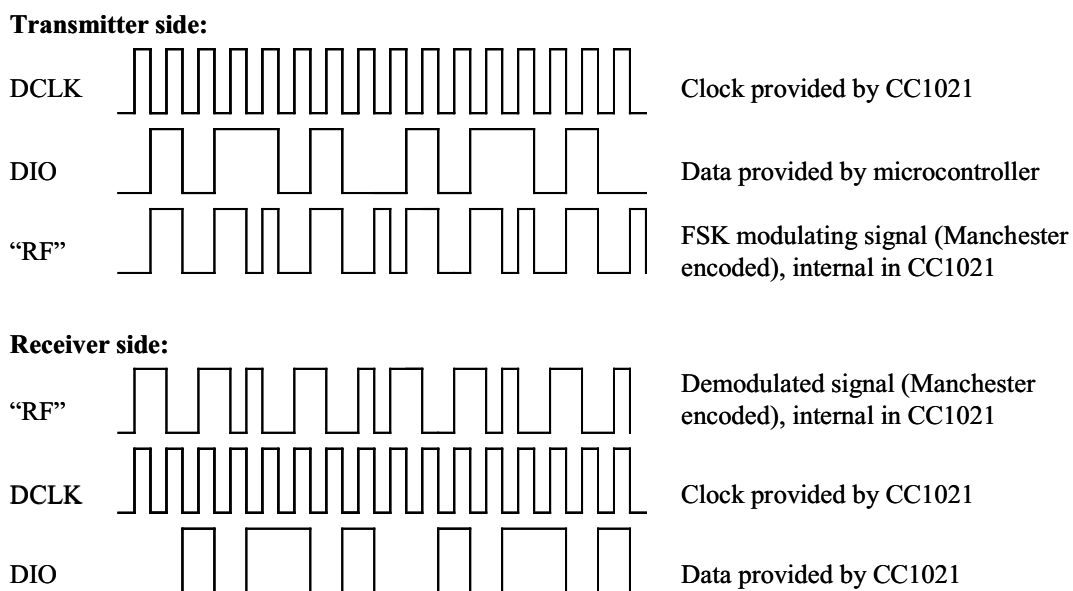 Transmitter side:
DCLK
Clock provided by CC1021
DIO
Data provided by microcontroller
“RF”
FSK modulating signal (Manchester
encoded), internal in CC1021
Receiver side:
“RF”
Demodulated signal (Manchester
encoded), internal in CC1021
DCLK
Clock provided by CC1021
DIO
Data provided by CC1021